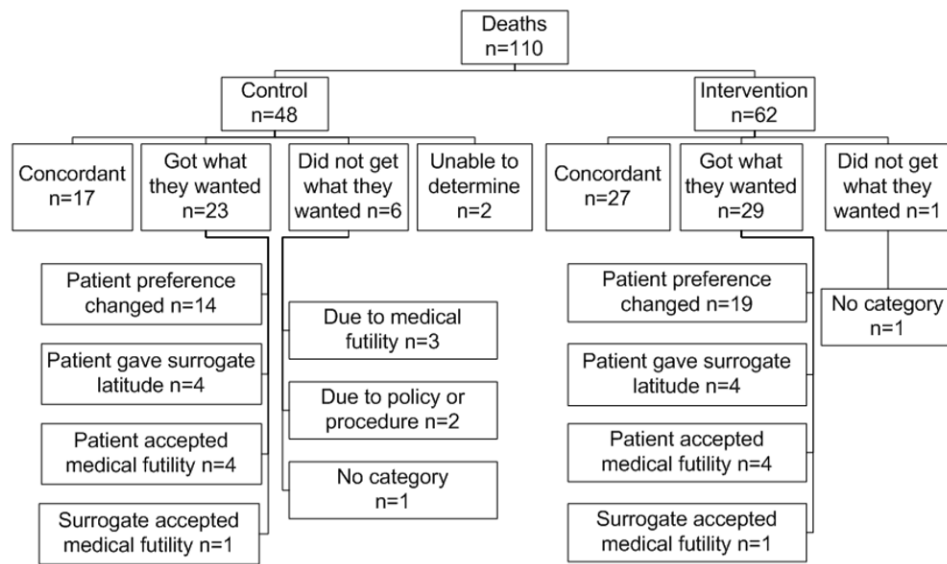 Deaths
n=110
Control
n=48
Intervention
n=62
Concordant
n=17
Got what
they wanted
n=23
Did not get
what they
wanted n=6
Unable to
determine
n=2
Concordant
n=27
Got what
they wanted
n=29
Did not get
what they
wanted n=1
Patient preference
changed n=14
Patient gave surrogate
latitude n=4
Patient accepted
medical futility n=4
Surrogate accepted
medical futility n=1
Due to medical
futility n=3
Due to policy or
procedure n=2
No category
n=1
Patient preference
changed n=19
Patient gave surrogate
latitude n=4
Patient accepted
medical futility n=4
Surrogate accepted
medical futility n=1
No category
n=1